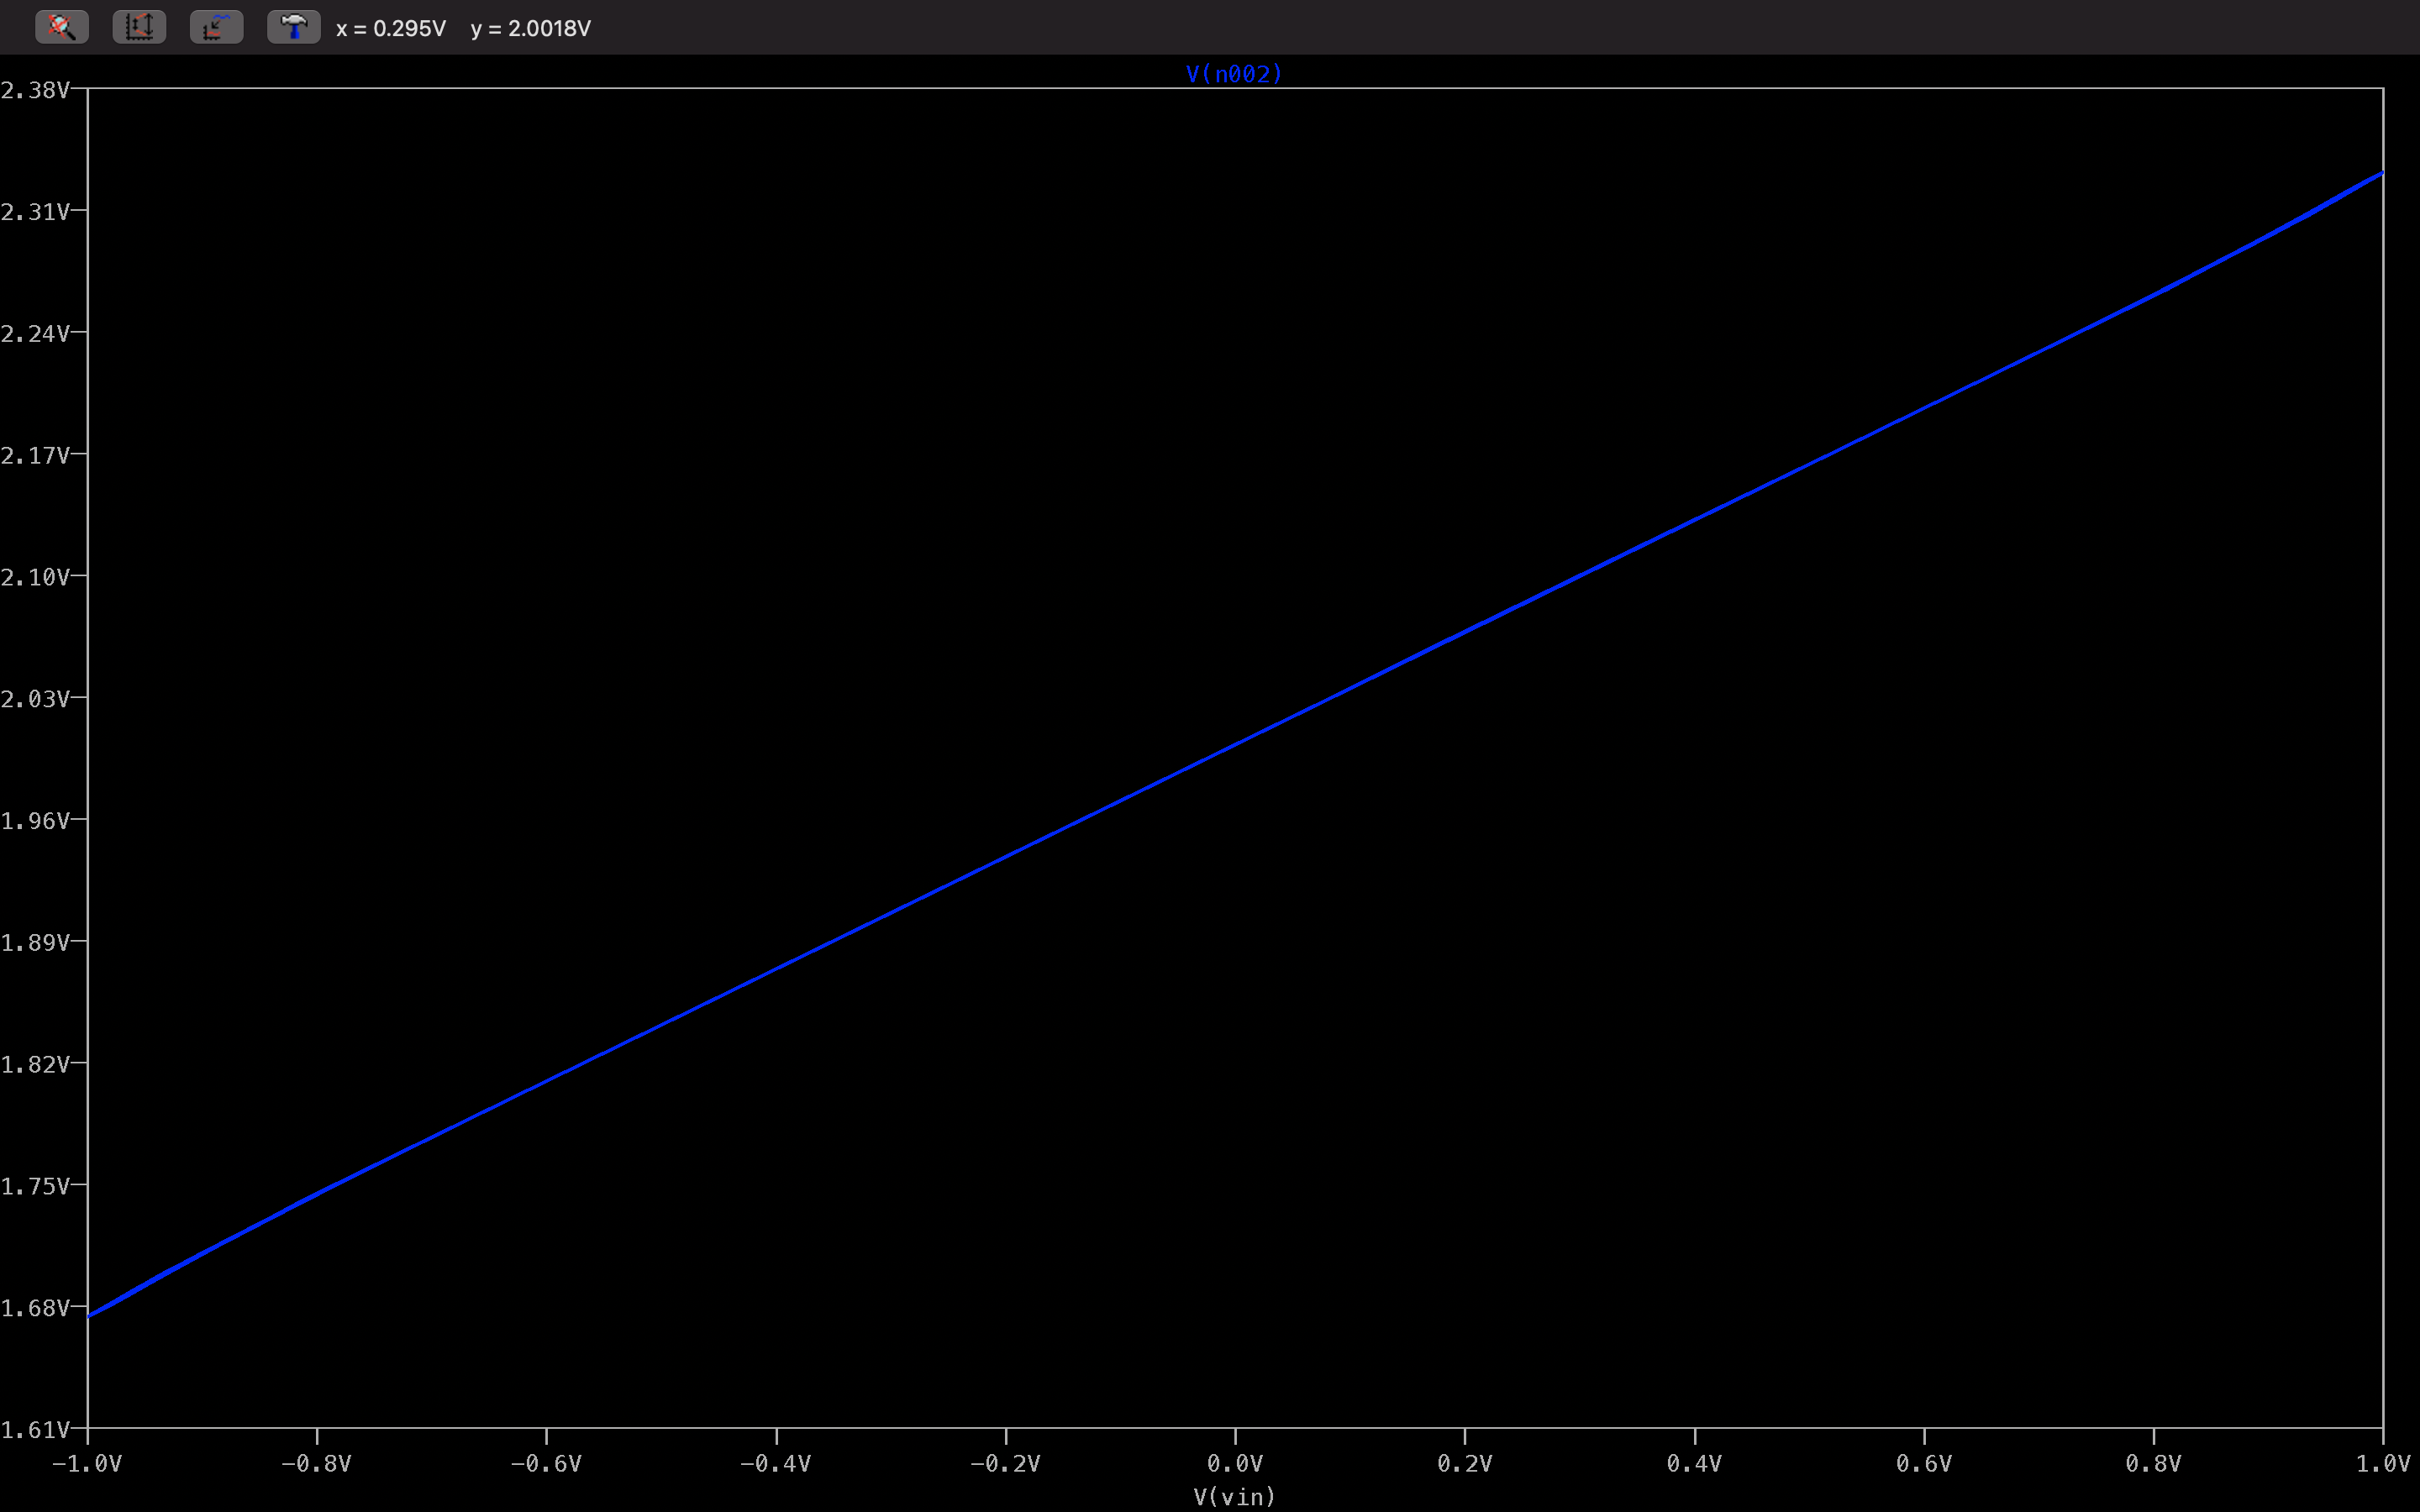 x = 0.295V y = 2.0018V
V(n002)
2.38V
2.31V
2.24V
2.17V
2.10V
2.03V
1.96V
1.89V
1.82V
1.75V
1.68V
1.61V
−1.0V −0.8V −0.6V −0.4V −0.2V 0.0V 0.2V 0.4V 0.6V 0.8V 1.0V
V(vin)